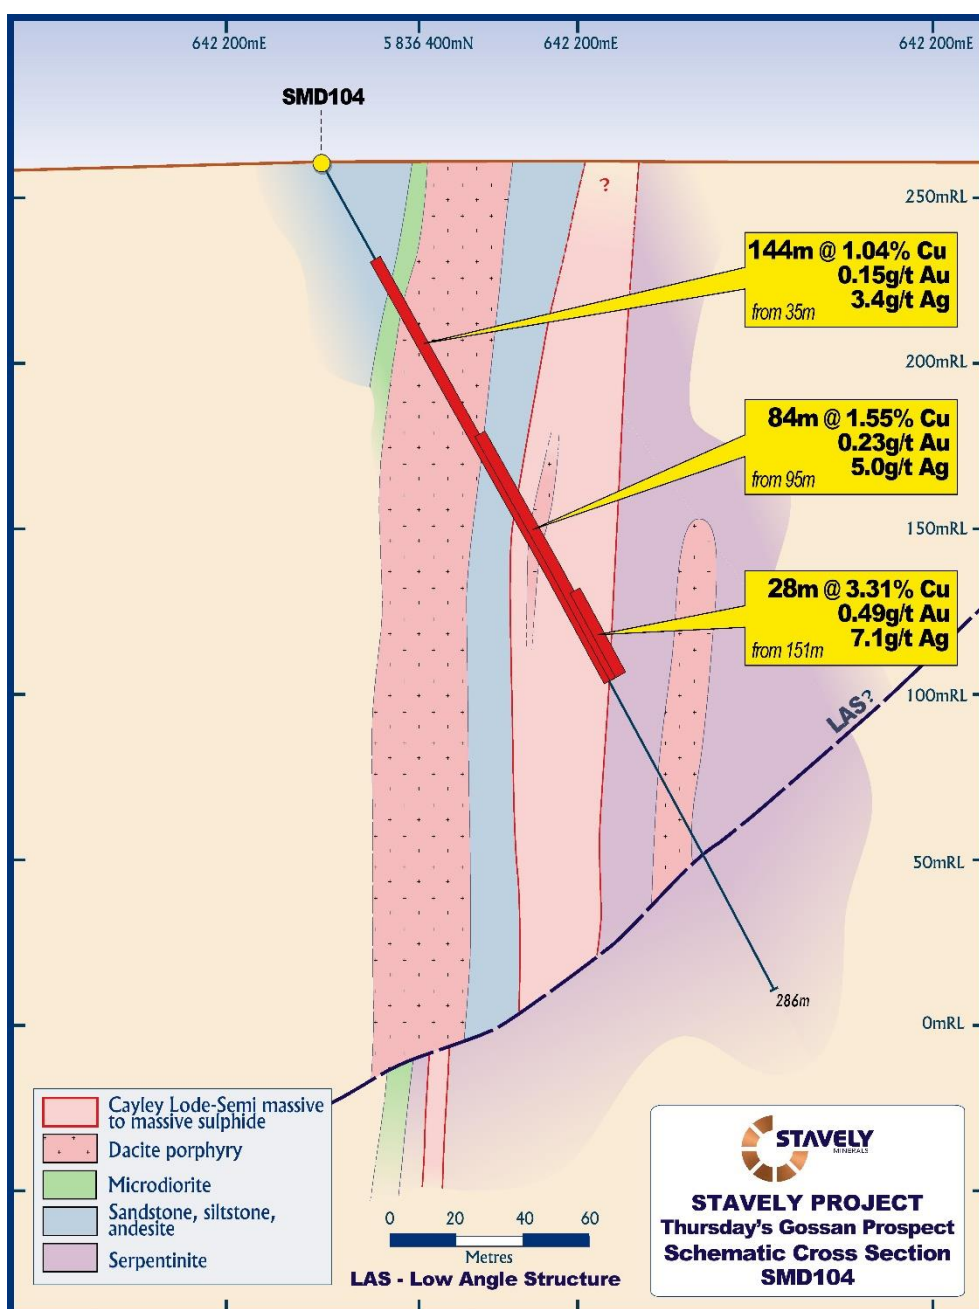 642 200mE
5 836 400mN
642 200mE
642 200mE
SMD104
?
250mRL
144m @ 1.04% Cu
0.15g/t Au
3.4g/t Ag
from 35m
200mRL
84m @ 1.55% Cu
0.23g/t Au
5.0g/t Ag
from 95m
150mRL
28m @ 3.31% Cu
0.49g/t Au
7.1g/t Ag
from 151m
100mRL
LAS?
50mRL
286m
0mRL
Cayley Lode-Semi massive
to massive sulphide
Dacite porphyry
Microdiorite
Sandstone, siltstone,
andesite
Serpentinite
0 20 40 60
Metres
LAS - Low Angle Structure
STAVELY
MINERALS
STAVELY PROJECT
Thursday's Gossan Prospect
Schematic Cross Section
SMD104